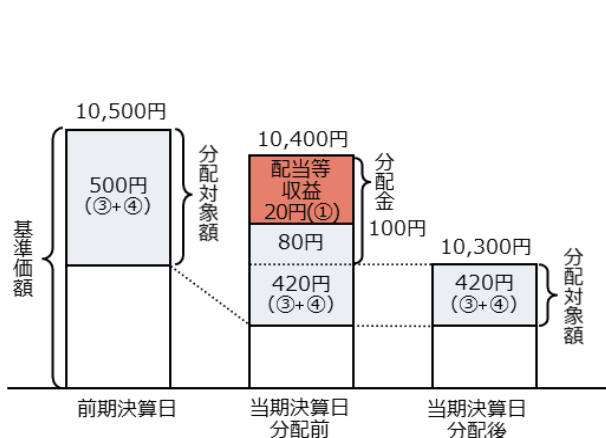 10,500円
500円
(③+④)
分配対象額
基準価額
前期決算日
10,400円
配当等
収益
20円(①)
80円
420円
(③+④)
分配金
100円
当期決算日
分配前
10,300円
420円
(③+④)
分配対象額
当期決算日
分配後